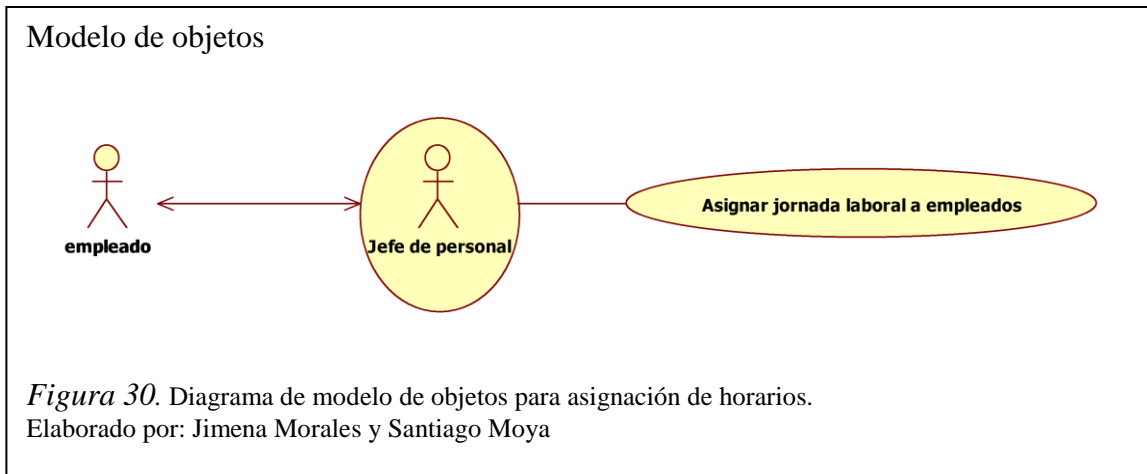 Modelo de objetos
empleado
Jefe de personal
Asignar jornada laboral a empleados
Figura 30. Diagrama de modelo de objetos para asignación de horarios.
Elaborado por: Jimena Morales y Santiago Moya